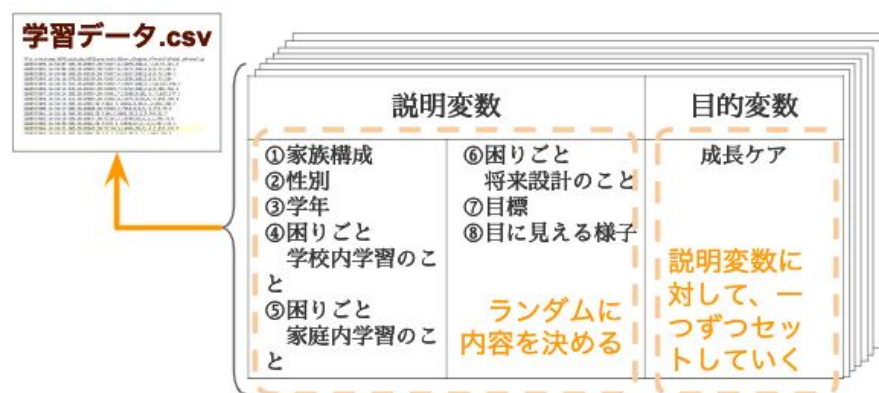 学習データ.csv
説明変数
目的変数
①家族構成
②性別
③学年
④困りごと
学校内学習のこ
と
⑤困りごと
家庭内学習のこ
と
⑥困りごと
将来設計のこと
⑦目標
⑧目に見える様子
ランダムに
内容を決める
成長ケア
説明変数に
対して、一
つずつセッ
トしていく